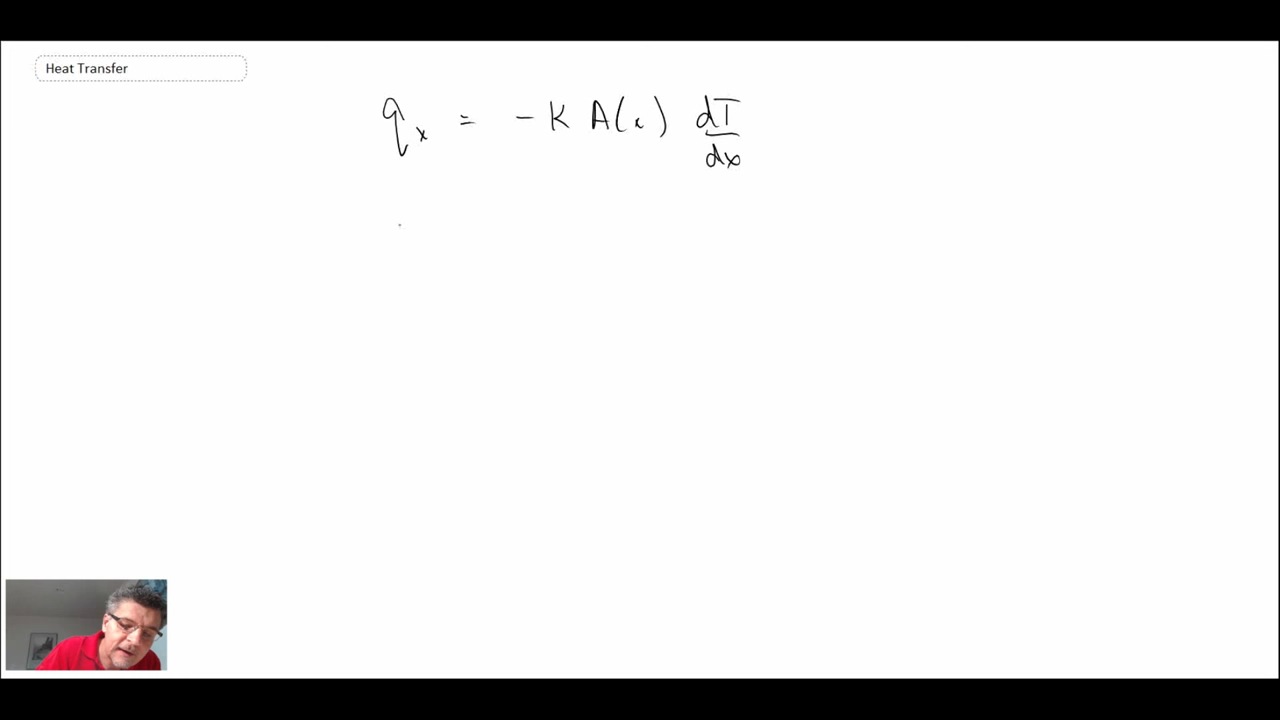 Heat Transfer
qₓ = - K A(x) dT/dx